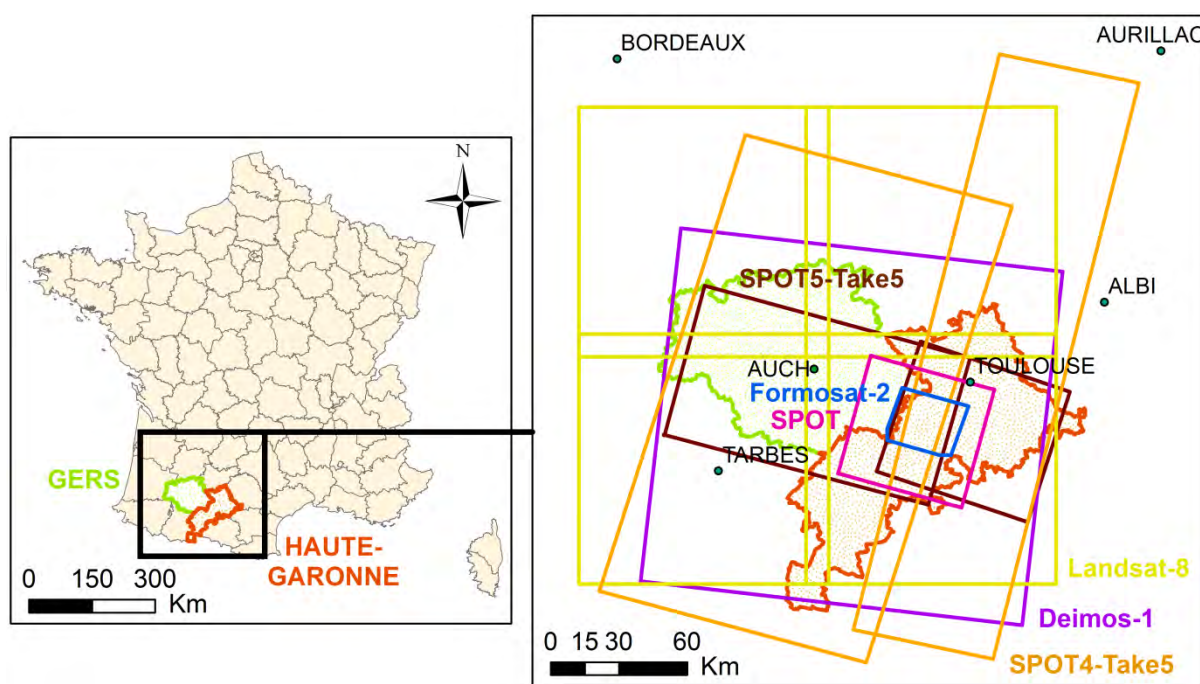 N
GERS
HAUTE-
GARONNE
0 150 300
Km
BORDEAUX
AURILLAC
ALBI
SPOT5-Take5
TOULOUSE
AUCH
Formosat-2
SPOT
TARBES
Landsat-8
Deimos-1
SPOT4-Take5
0 15 30 60
Km